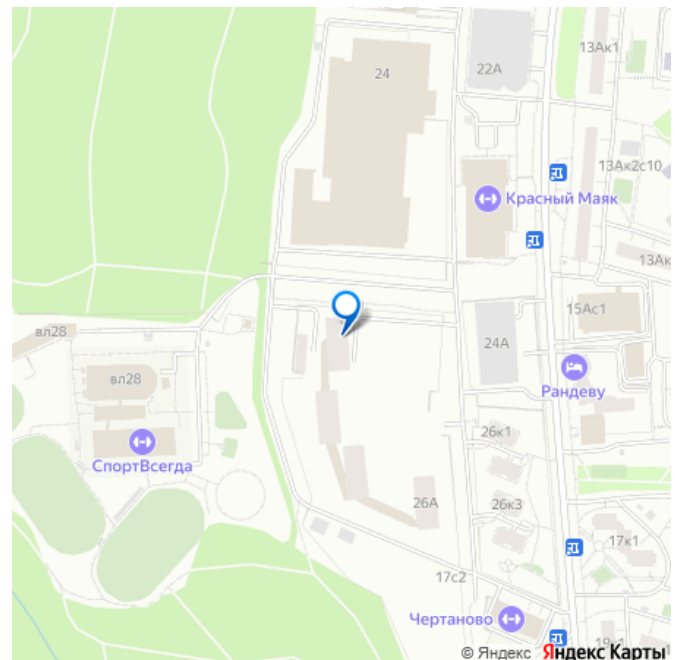 13Ак1
24
22А
13Ак2с10
Красный Маяк
13Ак
15Ас1
вл28
24А
вл28
Рандеву
26к1
СпортВсегда
26А
26к3
17к1
17с2
Чертаново
© Яндекс Яндекс Карты